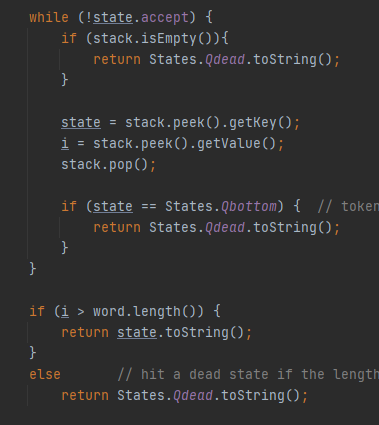 while (!state.accept) {
if (stack.isEmpty()){
return States.Qdead.toString();
}
state = stack.peek().getKey();
i = stack.peek().getValue();
stack.pop();
if (state == States.Qbottom) {  // token
return States.Qdead.toString();
}
}
if (i > word.length()) {
return state.toString();
}
else       // hit a dead state if the length
return States.Qdead.toString();